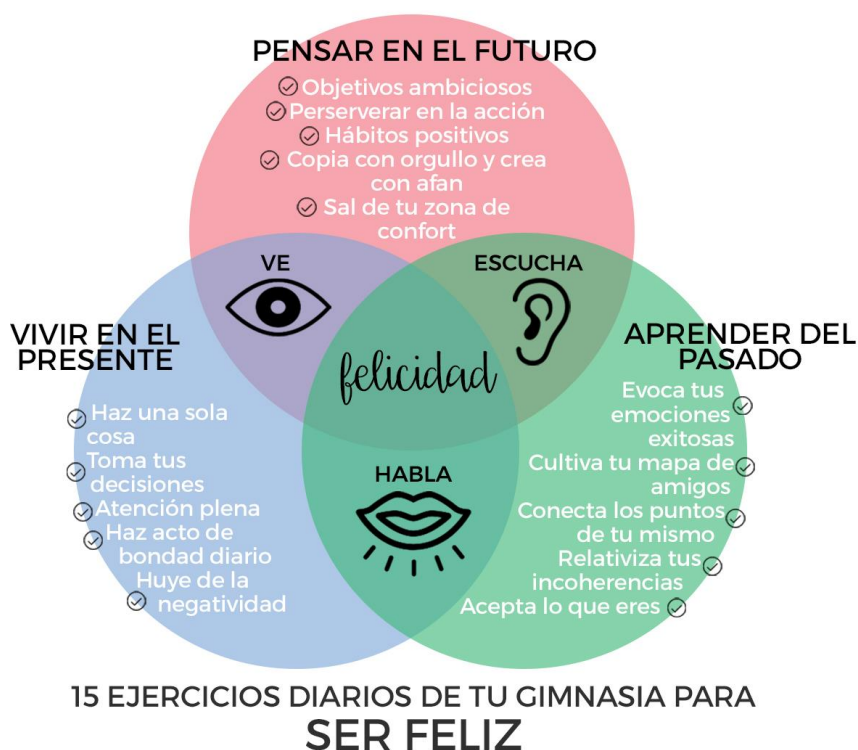 PENSAR EN EL FUTURO
Objetivos ambiciosos
Perserverar en la acción
Hábitos positivos
Copia con orgullo y crea
con afan
Sal de tu zona de
confort
VE
ESCUCHA
VIVIR EN EL
PRESENTE
Haz una sola
cosa
Toma tus
decisiones
Atención plena
Haz acto de
bondad diario
Huye de la
negatividad
felicidad
HABLA
APRENDER DEL
PASADO
Evoca tus
emociones
exitosas
Cultiva tu mapa de
amigos
Conecta los puntos
de tu mismo
Relativiza tus
incoherencias
Acepta lo que eres
15 EJERCICIOS DIARIOS DE TU GIMNASIA PARA
SER FELIZ